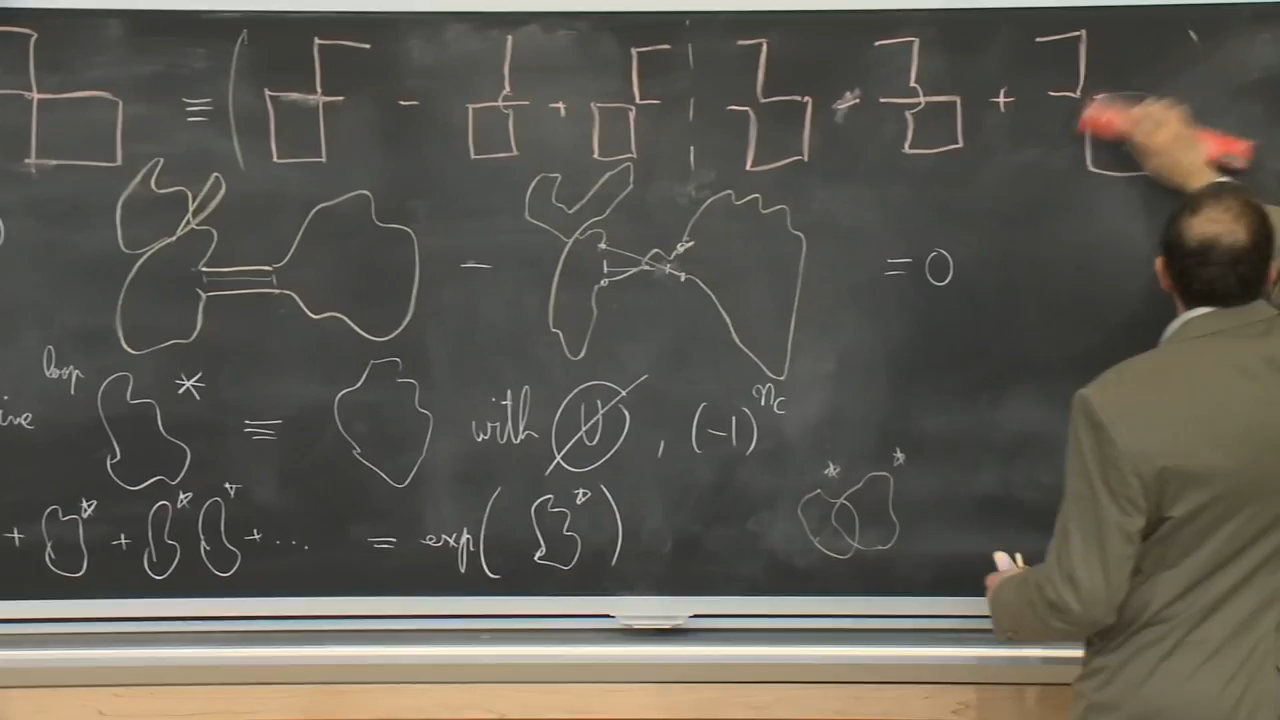 ≡ ( - + - +
) - = 0
loop
ive * ≡ with U , (-1)^{n_c}
+ * + * * + ... = exp( * ) * *